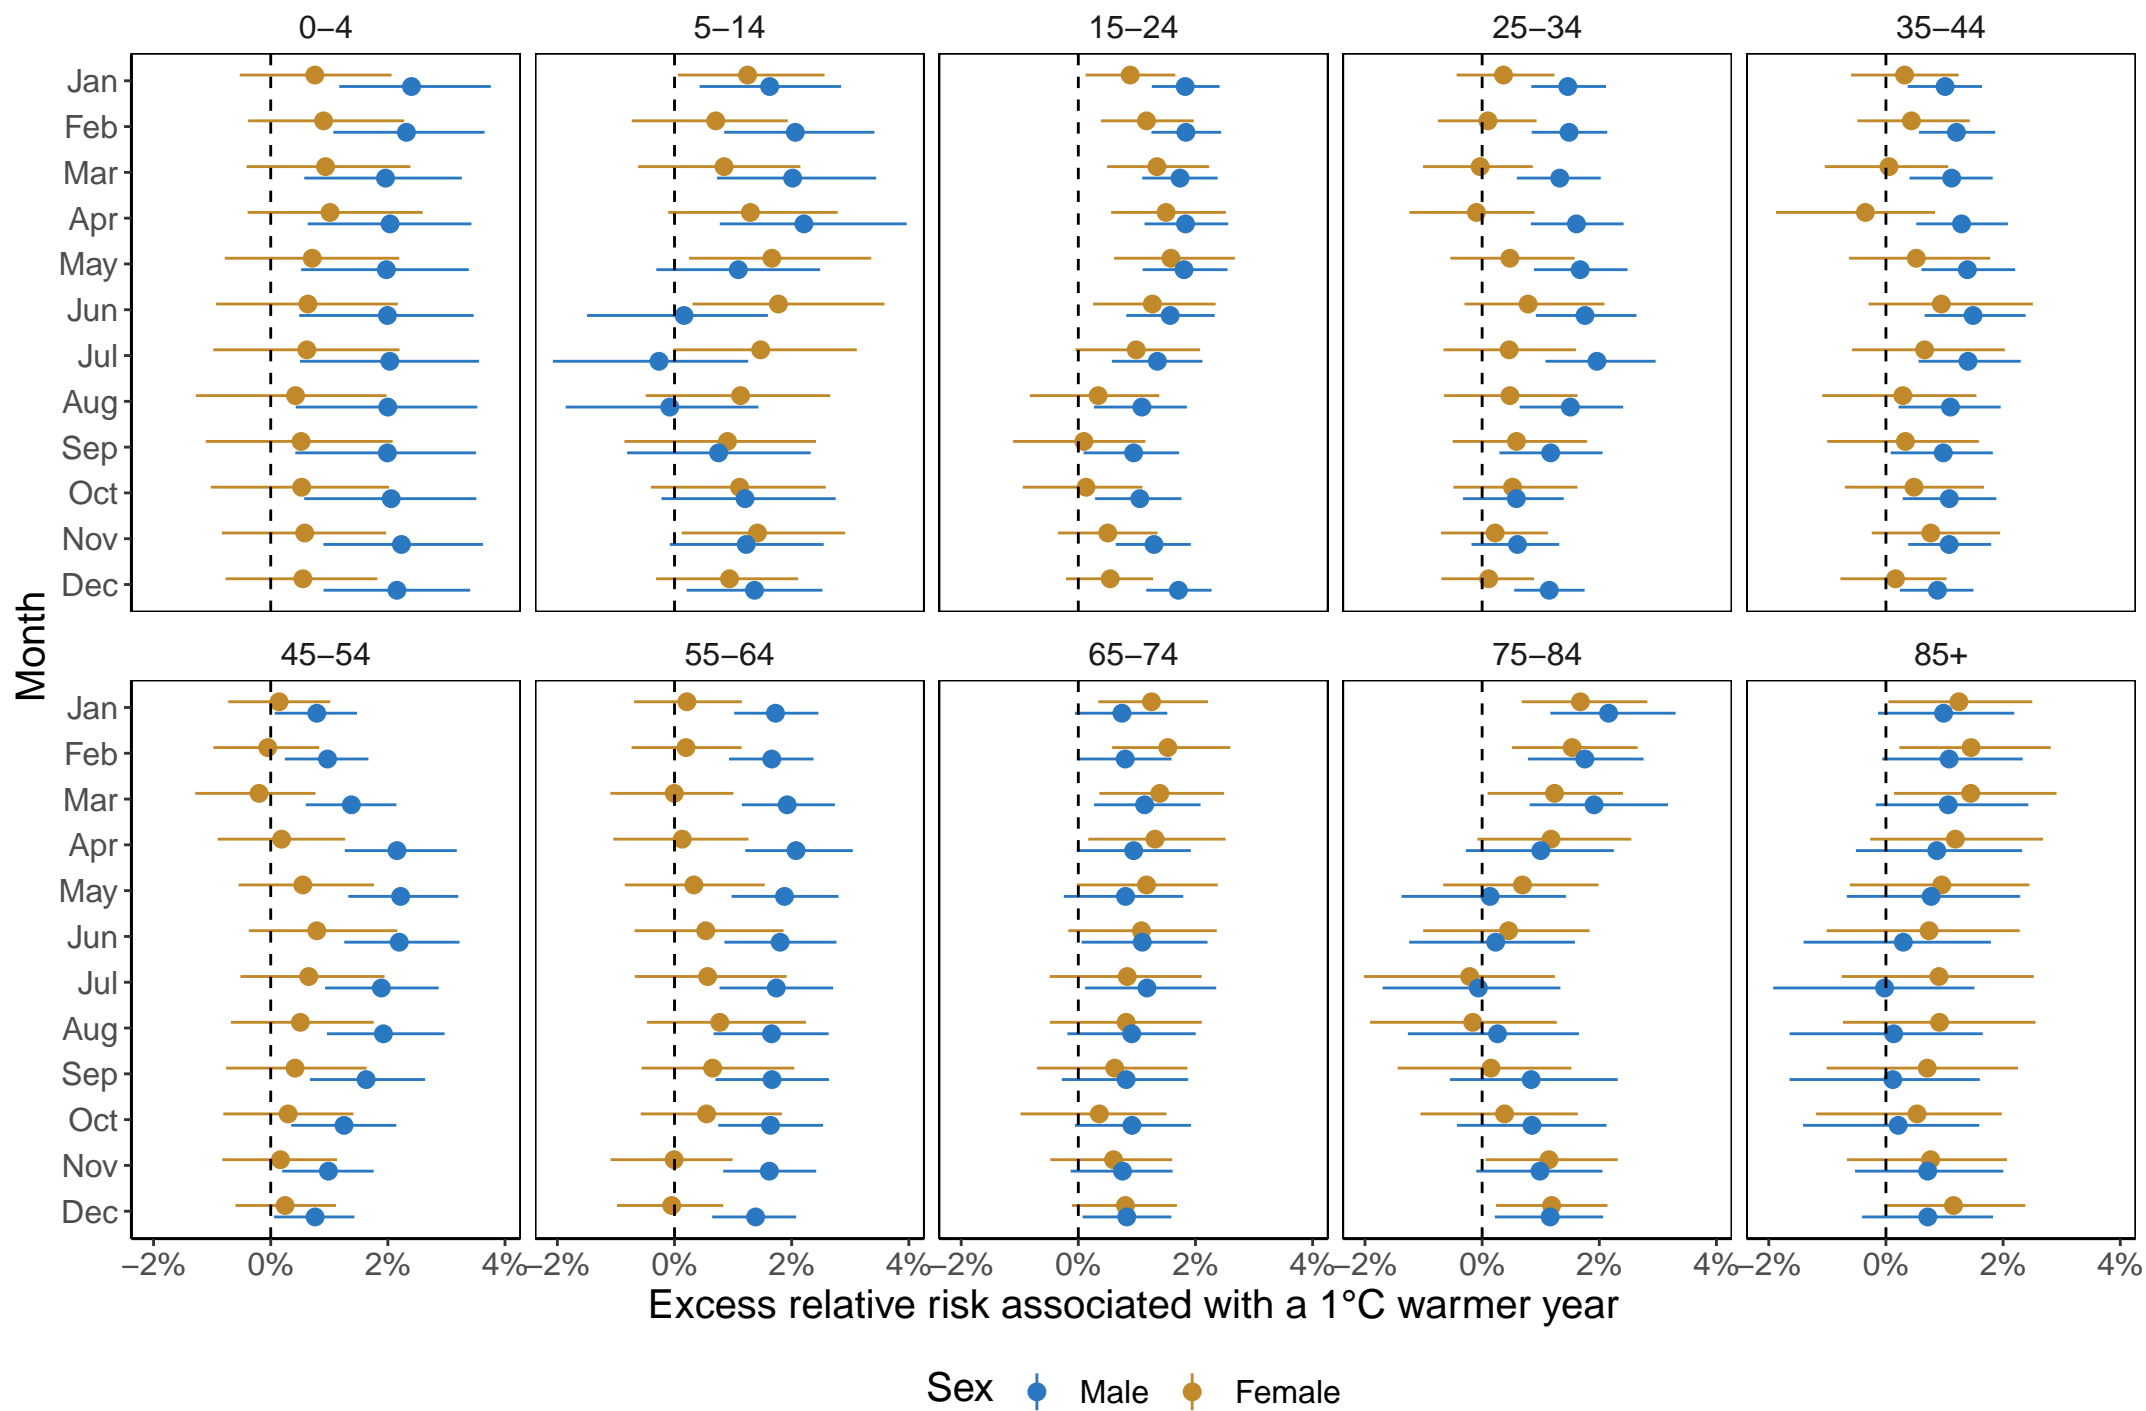 0–4 5–14 15–24 25–34 35–44
Jan
Feb
Mar
Apr
May
Jun
Jul
Aug
Sep
Oct
Nov
Dec
Month
45–54 55–64 65–74 75–84 85+
Jan
Feb
Mar
Apr
May
Jun
Jul
Aug
Sep
Oct
Nov
Dec
−2% 0% 2% 4% −2% 0% 2% 4% −2% 0% 2% 4% −2% 0% 2% 4% −2% 0% 2% 4%
Excess relative risk associated with a 1°C warmer year
Sex Male Female